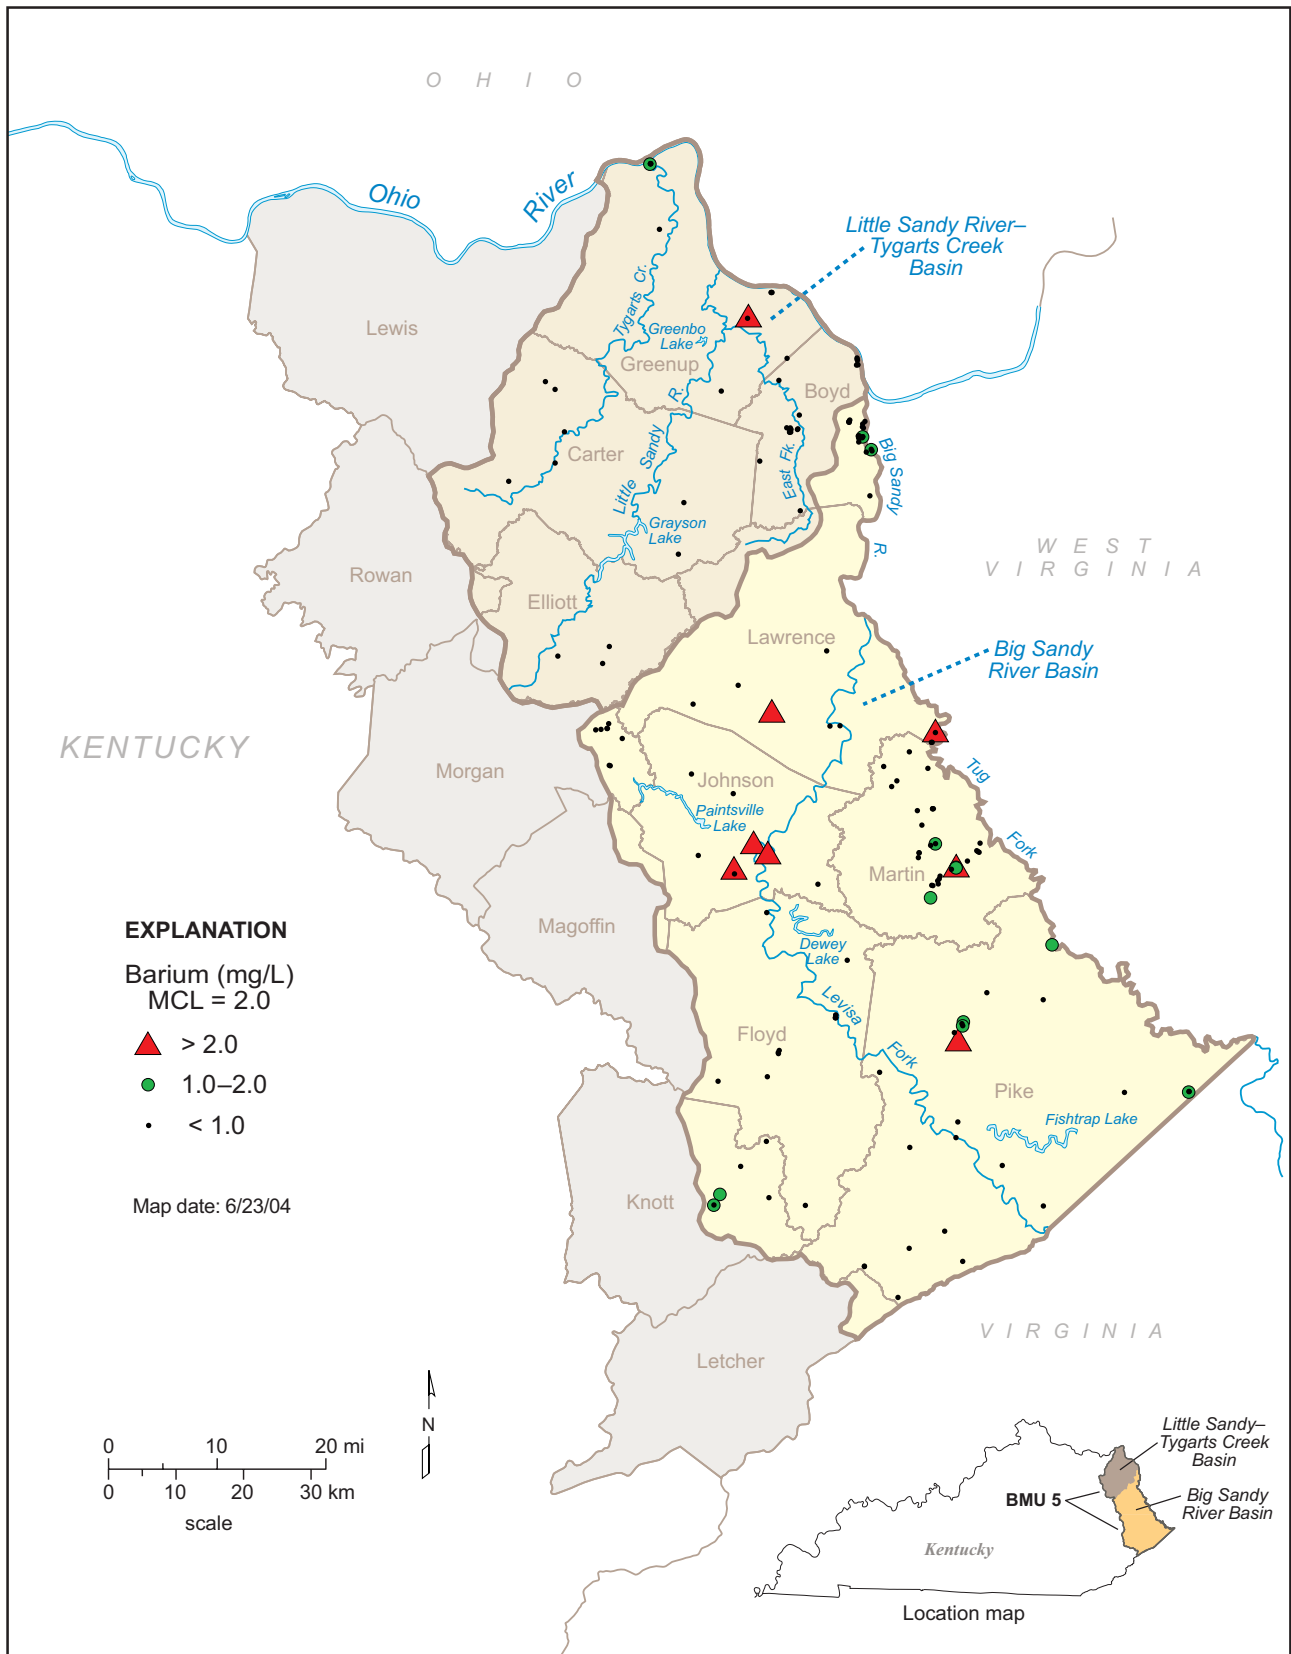 OHIO
Ohio
River
Little Sandy River–
Tygarts Creek
Basin
Tygarts Cr.
Lewis
Greenbo
Lake
Greenup
Boyd
R.
Sandy
Little
Carter
East Fk.
Big Sandy
R.
Grayson
Lake
WEST
VIRGINIA
Rowan
Elliott
Lawrence
Big Sandy
River Basin
KENTUCKY
Morgan
Johnson
Tug
Fork
Paintsville
Lake
Martin
Magoffin
Dewey
Lake
Levisa
Fork
Floyd
Pike
Fishtrap Lake
Knott
Letcher
VIRGINIA
EXPLANATION
Barium (mg/L)
MCL = 2.0
> 2.0
1.0–2.0
< 1.0
Map date: 6/23/04
N
0 10 20 mi
0 10 20 30 km
scale
Little Sandy–
Tygarts Creek
Basin
BMU 5
Big Sandy
River Basin
Kentucky
Location map